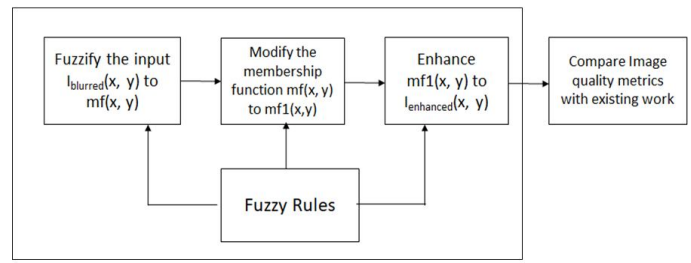 Fuzzify the input
Iblurred(x, y) to
mf(x, y)
Modify the
membership
function mf(x, y)
to mf1(x,y)
Enhance
mf1(x, y) to
Ienhanced(x, y)
Compare Image
quality metrics
with existing work
Fuzzy Rules